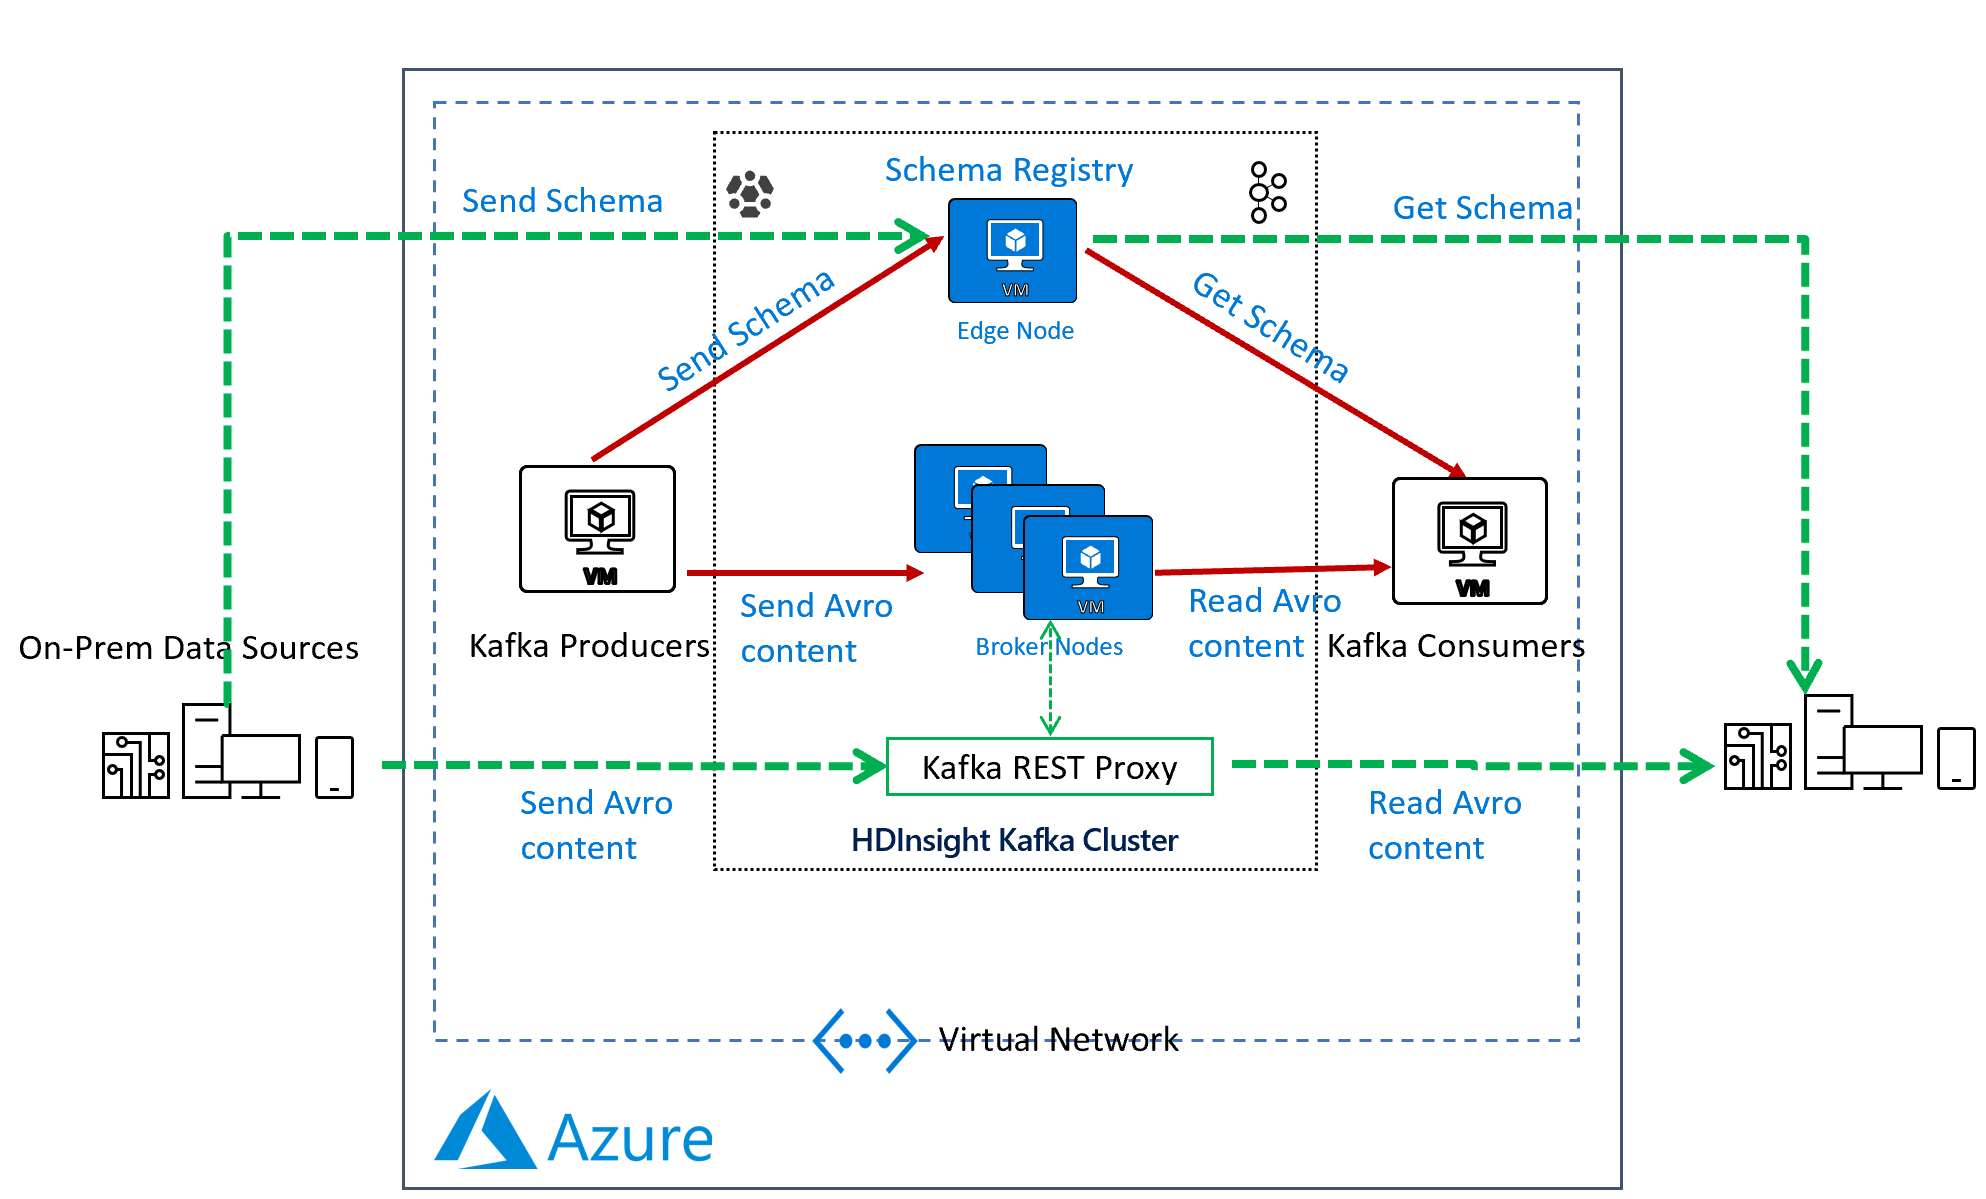 Schema Registry
Send Schema
Get Schema
VM
Send Schema
Get Schema
Edge Node
VM
VM
VM
Send Avro
content
Read Avro
content
On-Prem Data Sources
Kafka Producers
Broker Nodes
Kafka Consumers
Kafka REST Proxy
Send Avro
content
Read Avro
content
HDInsight Kafka Cluster
Virtual Network
Azure